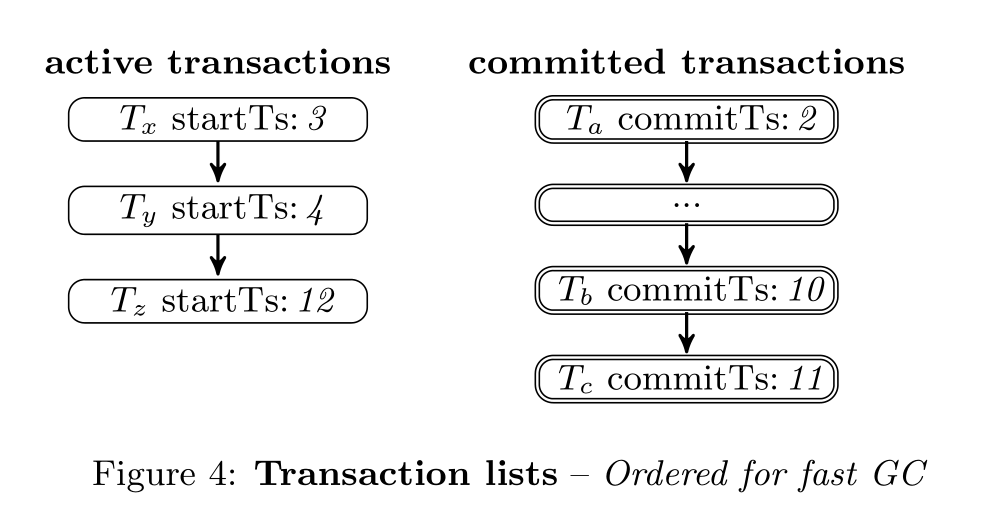 active transactions
T_x startTs: 3
T_y startTs: 4
T_z startTs: 12
committed transactions
T_a commitTs: 2
...
T_b commitTs: 10
T_c commitTs: 11
Figure 4: Transaction lists – Ordered for fast GC